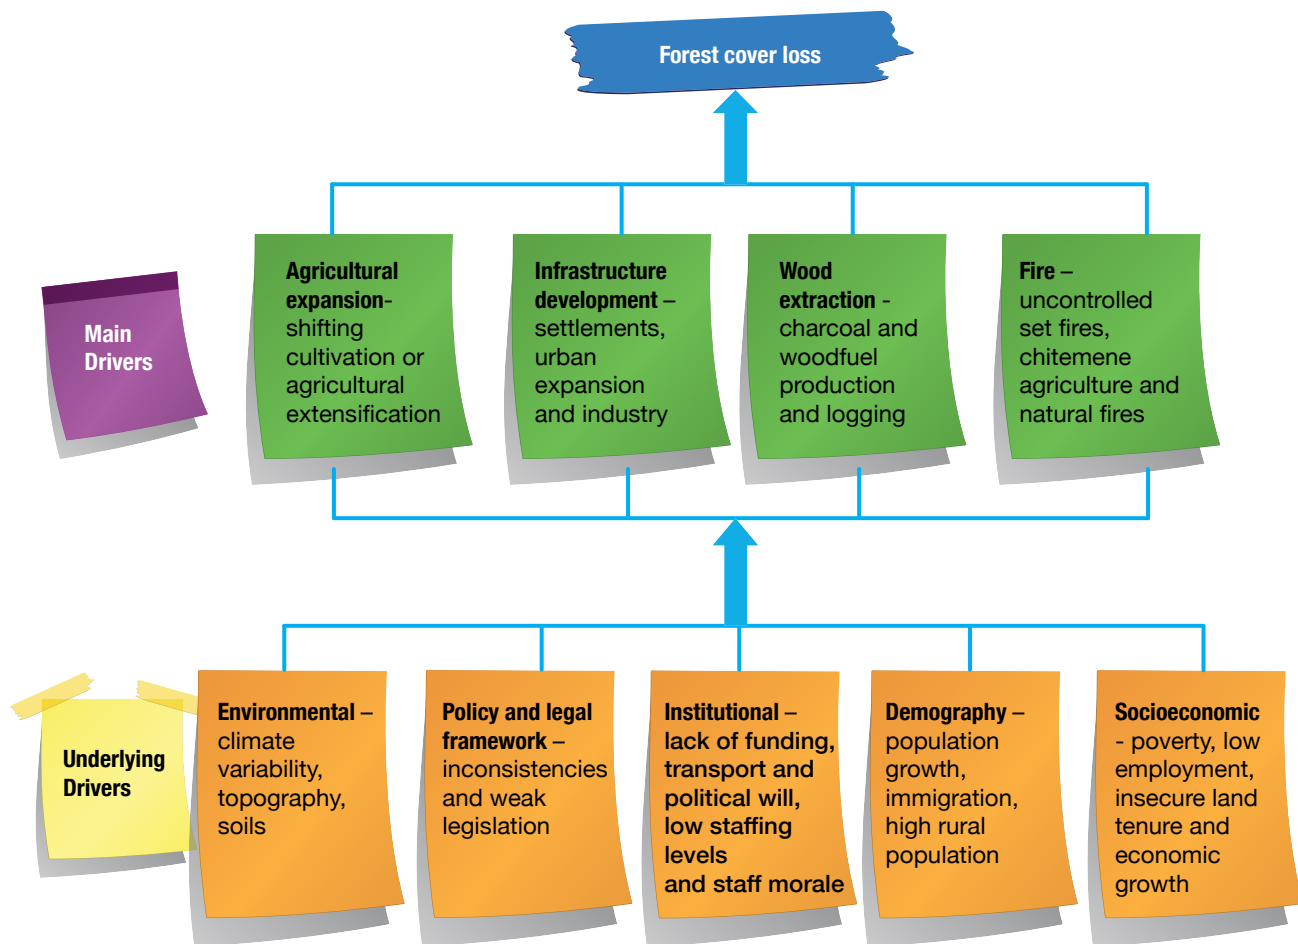 Forest cover loss
Main
Drivers
Agricultural
expansion-
shifting
cultivation or
agricultural
extensification
Infrastructure
development –
settlements,
urban
expansion
and industry
Wood
extraction -
charcoal and
woodfuel
production
and logging
Fire –
uncontrolled
set fires,
chitemene
agriculture and
natural fires
Underlying
Drivers
Environmental –
climate
variability,
topography,
soils
Policy and legal
framework –
inconsistencies
and weak
legislation
Institutional –
lack of funding,
transport and
political will,
low staffing
levels
and staff morale
Demography –
population
growth,
immigration,
high rural
population
Socioeconomic
- poverty, low
employment,
insecure land
tenure and
economic
growth